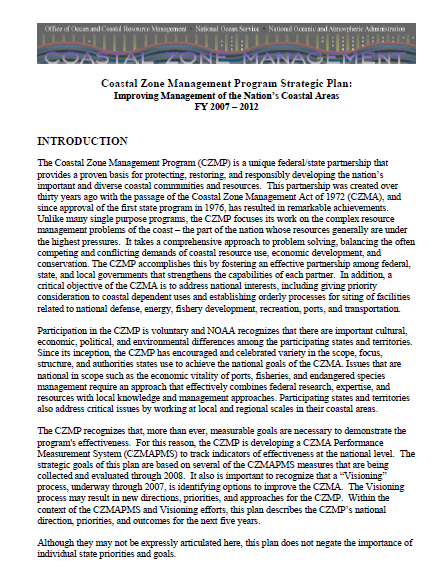 Office of Ocean and Coastal Resource Management • National Ocean Service • National Oceanic and Atmospheric Administration
COASTAL ZONE MANAGEMENT
Coastal Zone Management Program Strategic Plan:
Improving Management of the Nation's Coastal Areas
FY 2007 – 2012
INTRODUCTION
The Coastal Zone Management Program (CZMP) is a unique federal/state partnership that
provides a proven basis for protecting, restoring, and responsibly developing the nation's
important and diverse coastal communities and resources.  This partnership was created over
thirty years ago with the passage of the Coastal Zone Management Act of 1972 (CZMA), and
since approval of the first state program in 1976, has resulted in remarkable achievements.
Unlike many single purpose programs, the CZMP focuses its work on the complex resource
management problems of the coast – the part of the nation whose resources generally are under
the highest pressures.  It takes a comprehensive approach to problem solving, balancing the often
competing and conflicting demands of coastal resource use, economic development, and
conservation. The CZMP accomplishes this by fostering an effective partnership among federal,
state, and local governments that strengthens the capabilities of each partner.  In addition, a
critical objective of the CZMA is to address national interests, including giving priority
consideration to coastal dependent uses and establishing orderly processes for siting of facilities
related to national defense, energy, fishery development, recreation, ports, and transportation.
Participation in the CZMP is voluntary and NOAA recognizes that there are important cultural,
economic, political, and environmental differences among the participating states and territories.
Since its inception, the CZMP has encouraged and celebrated variety in the scope, focus,
structure, and authorities states use to achieve the national goals of the CZMA. Issues that are
national in scope such as the economic vitality of ports, fisheries, and endangered species
management require an approach that effectively combines federal research, expertise, and
resources with local knowledge and management approaches. Participating states and territories
also address critical issues by working at local and regional scales in their coastal areas.
The CZMP recognizes that, more than ever, measurable goals are necessary to demonstrate the
program's effectiveness.  For this reason, the CZMP is developing a CZMA Performance
Measurement System (CZMAPMS) to track indicators of effectiveness at the national level.  The
strategic goals of this plan are based on several of the CZMAPMS measures that are being
collected and evaluated through 2008.  It also is important to recognize that a "Visioning"
process, underway through 2007, is identifying options to improve the CZMA.  The Visioning
process may result in new directions, priorities, and approaches for the CZMP.  Within the
context of the CZMAPMS and Visioning efforts, this plan describes the CZMP's national
direction, priorities, and outcomes for the next five years.
Although they may not be expressly articulated here, this plan does not negate the importance of
individual state priorities and goals.